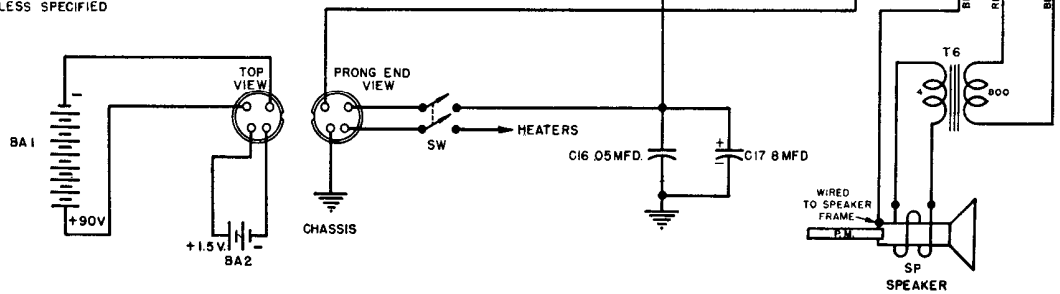 LESS SPECIFIED
TOP
VIEW
PRONG END
VIEW
BA1
+90V
+1.5V.
BA2
SW
HEATERS
CHASSIS
C16 .05MFD.
C17 8MFD
T6
4
800
WIRED
TO SPEAKER
FRAME
P.M.
SP
SPEAKER